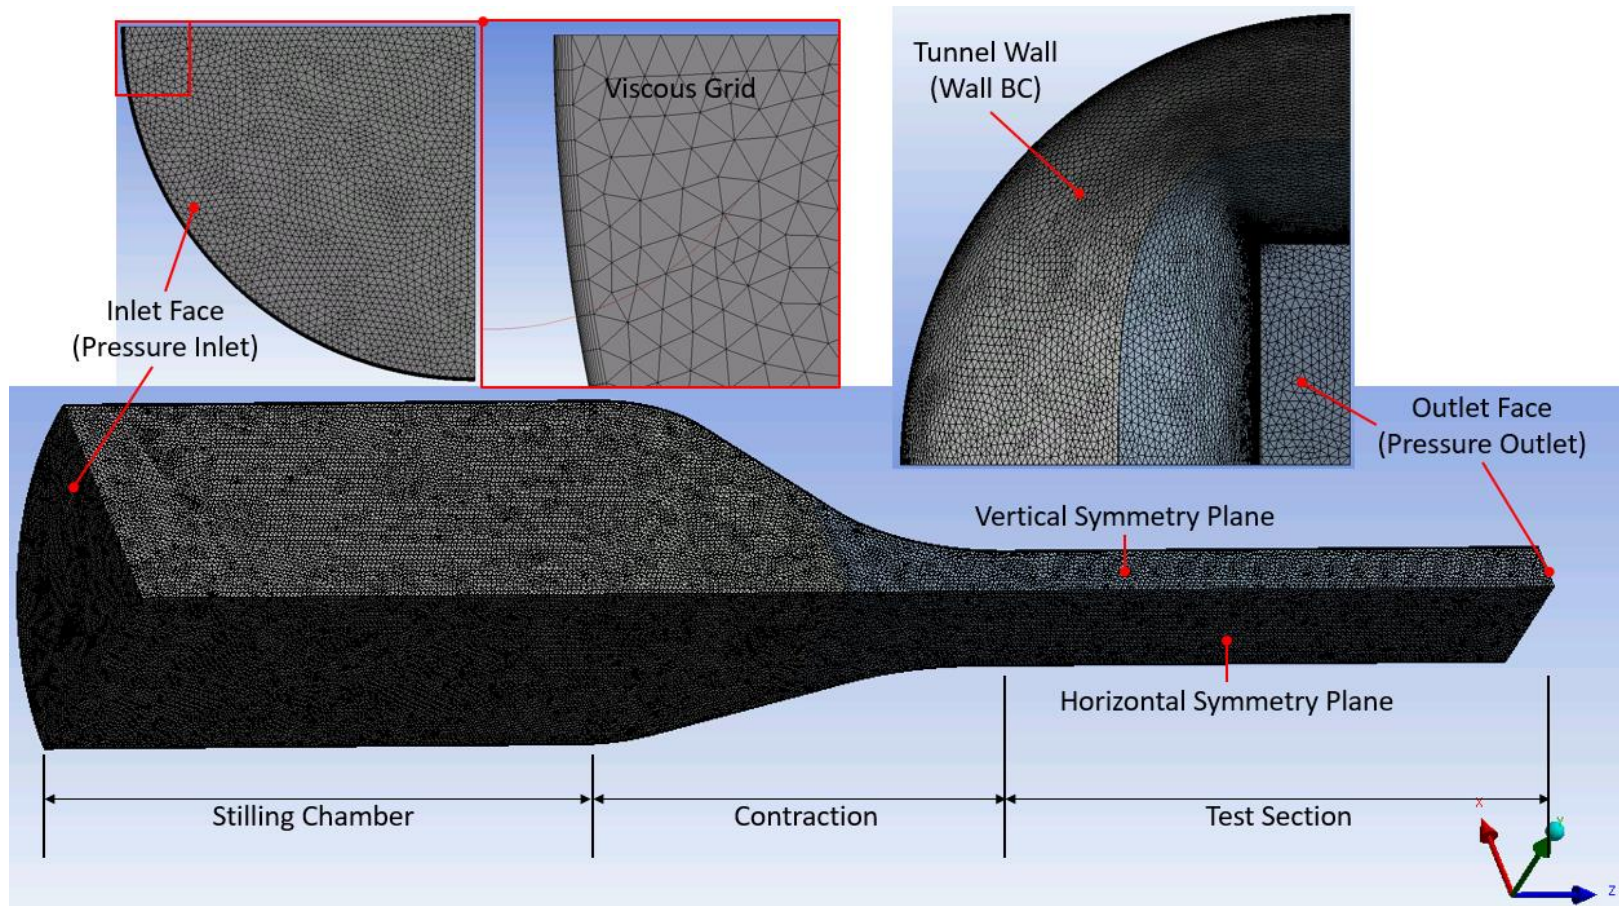 Viscous Grid
Tunnel Wall
(Wall BC)
Inlet Face
(Pressure Inlet)
Outlet Face
(Pressure Outlet)
Vertical Symmetry Plane
Horizontal Symmetry Plane
Stilling Chamber
Contraction
Test Section
X
Y
Z